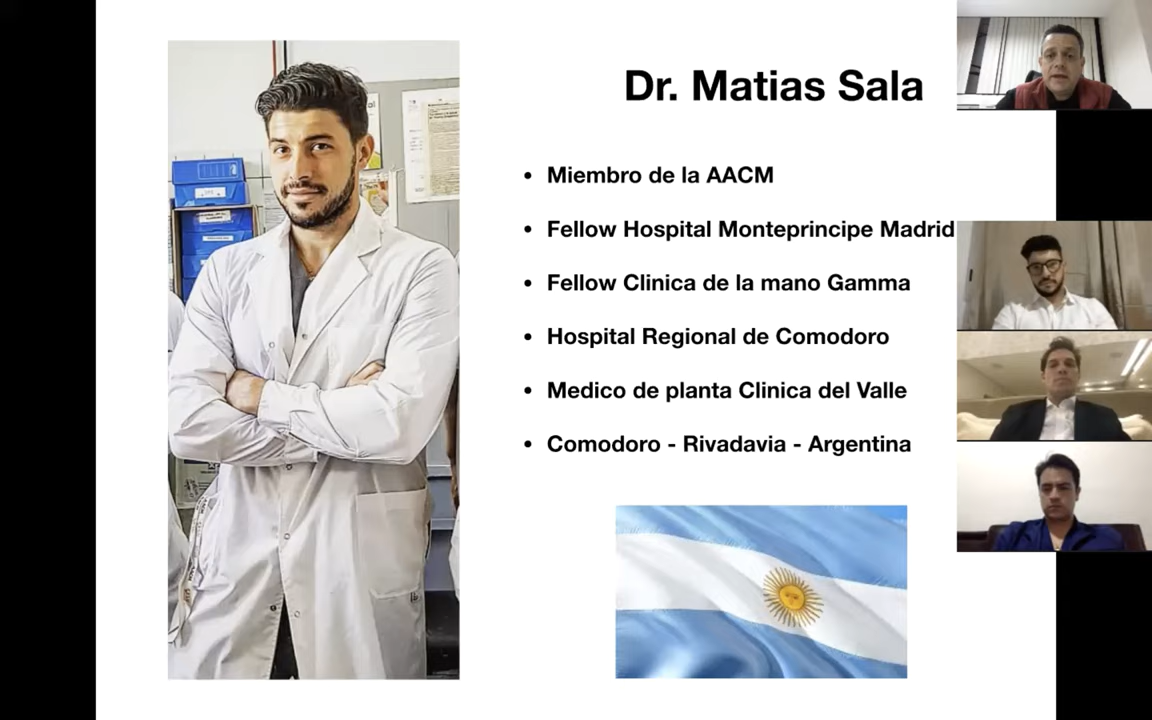 Dr. Matias Sala
• Miembro de la AACM
• Fellow Hospital Monteprincipe Madrid
• Fellow Clinica de la mano Gamma
• Hospital Regional de Comodoro
• Medico de planta Clinica del Valle
• Comodoro - Rivadavia - Argentina